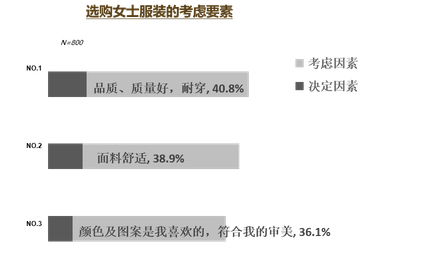 选购女士服装的考虑要素
N=800
考虑因素
决定因素
NO.1
品质、质量好，耐穿, 40.8%
NO.2
面料舒适, 38.9%
NO.3
颜色及图案是我喜欢的，符合我的审美, 36.1%